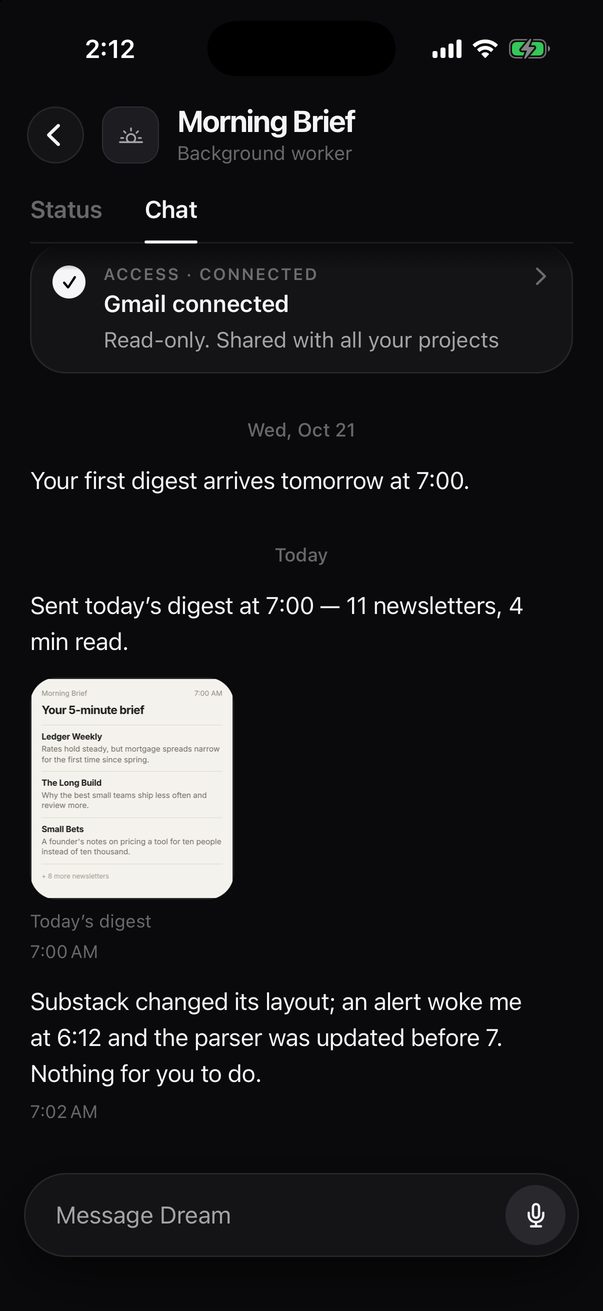 2:12
Morning Brief
Background worker
Status Chat
ACCESS · CONNECTED
Gmail connected
Read-only. Shared with all your projects
Wed, Oct 21
Your first digest arrives tomorrow at 7:00.
Today
Sent today’s digest at 7:00 — 11 newsletters, 4
min read.
Morning Brief 7:00 AM
Your 5-minute brief
Ledger Weekly
Rates hold steady, but mortgage spreads narrow
for the first time since spring.
The Long Build
Why the best small teams ship less often and
review more.
Small Bets
A founder's notes on pricing a tool for ten people
instead of ten thousand.
+ 8 more newsletters
Today’s digest
7:00 AM
Substack changed its layout; an alert woke me
at 6:12 and the parser was updated before 7.
Nothing for you to do.
7:02 AM
Message Dream